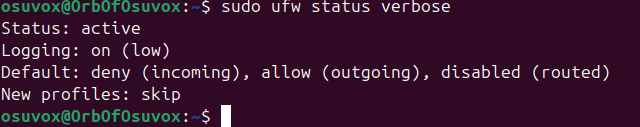 osuvox@OrbOfOsuvox:~$ sudo ufw status verbose
Status: active
Logging: on (low)
Default: deny (incoming), allow (outgoing), disabled (routed)
New profiles: skip
osuvox@OrbOfOsuvox:~$